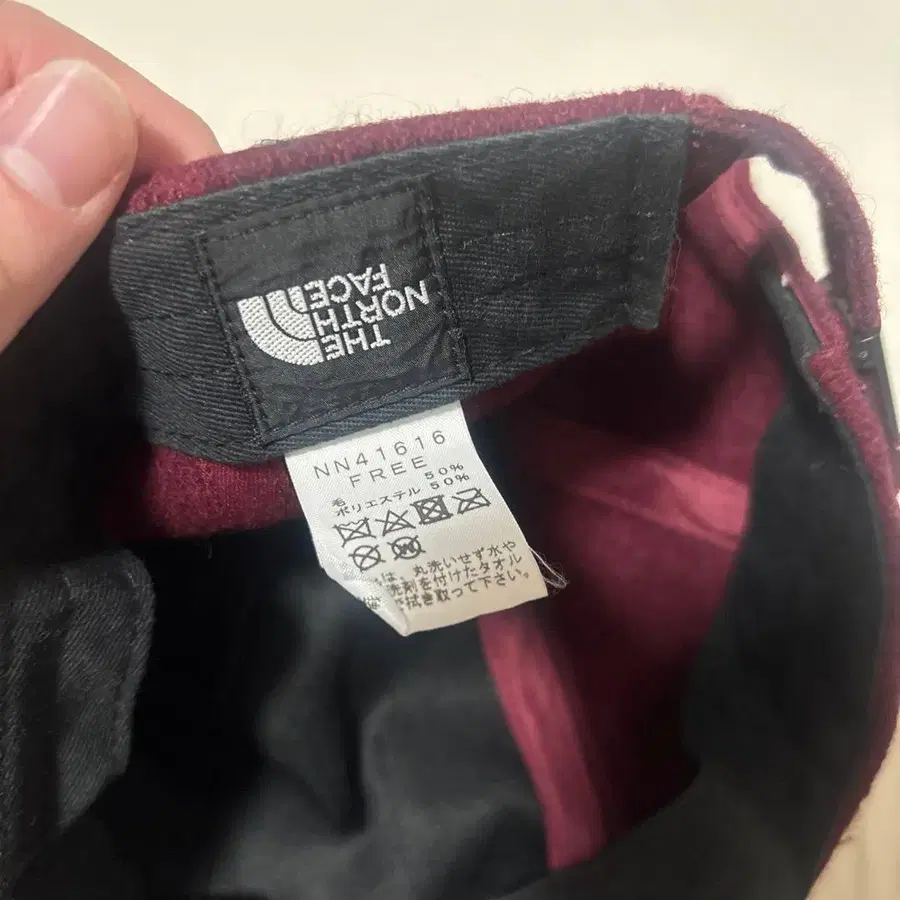 THE
NORTH
FACE
NN41616
FREE
毛 50%
ポリエステル 50%
は、丸洗いせず水や
洗剤を付けたタオル
で拭き取って下さい。